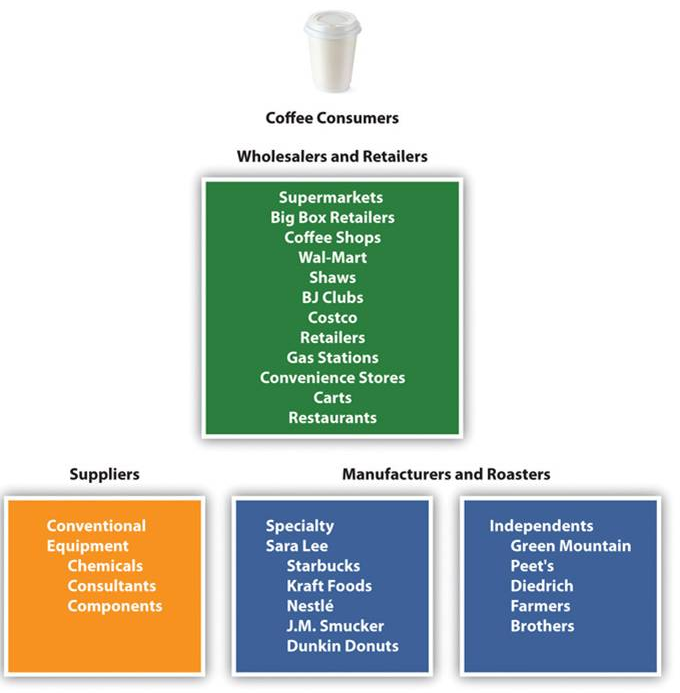 Coffee Consumers
Wholesalers and Retailers
Supermarkets
Big Box Retailers
Coffee Shops
Wal-Mart
Shaws
BJ Clubs
Costco
Retailers
Gas Stations
Convenience Stores
Carts
Restaurants
Suppliers
Conventional
Equipment
Chemicals
Consultants
Components
Manufacturers and Roasters
Specialty
Sara Lee
Starbucks
Kraft Foods
Nestlé
J.M. Smucker
Dunkin Donuts
Independents
Green Mountain
Peet's
Diedrich
Farmers
Brothers